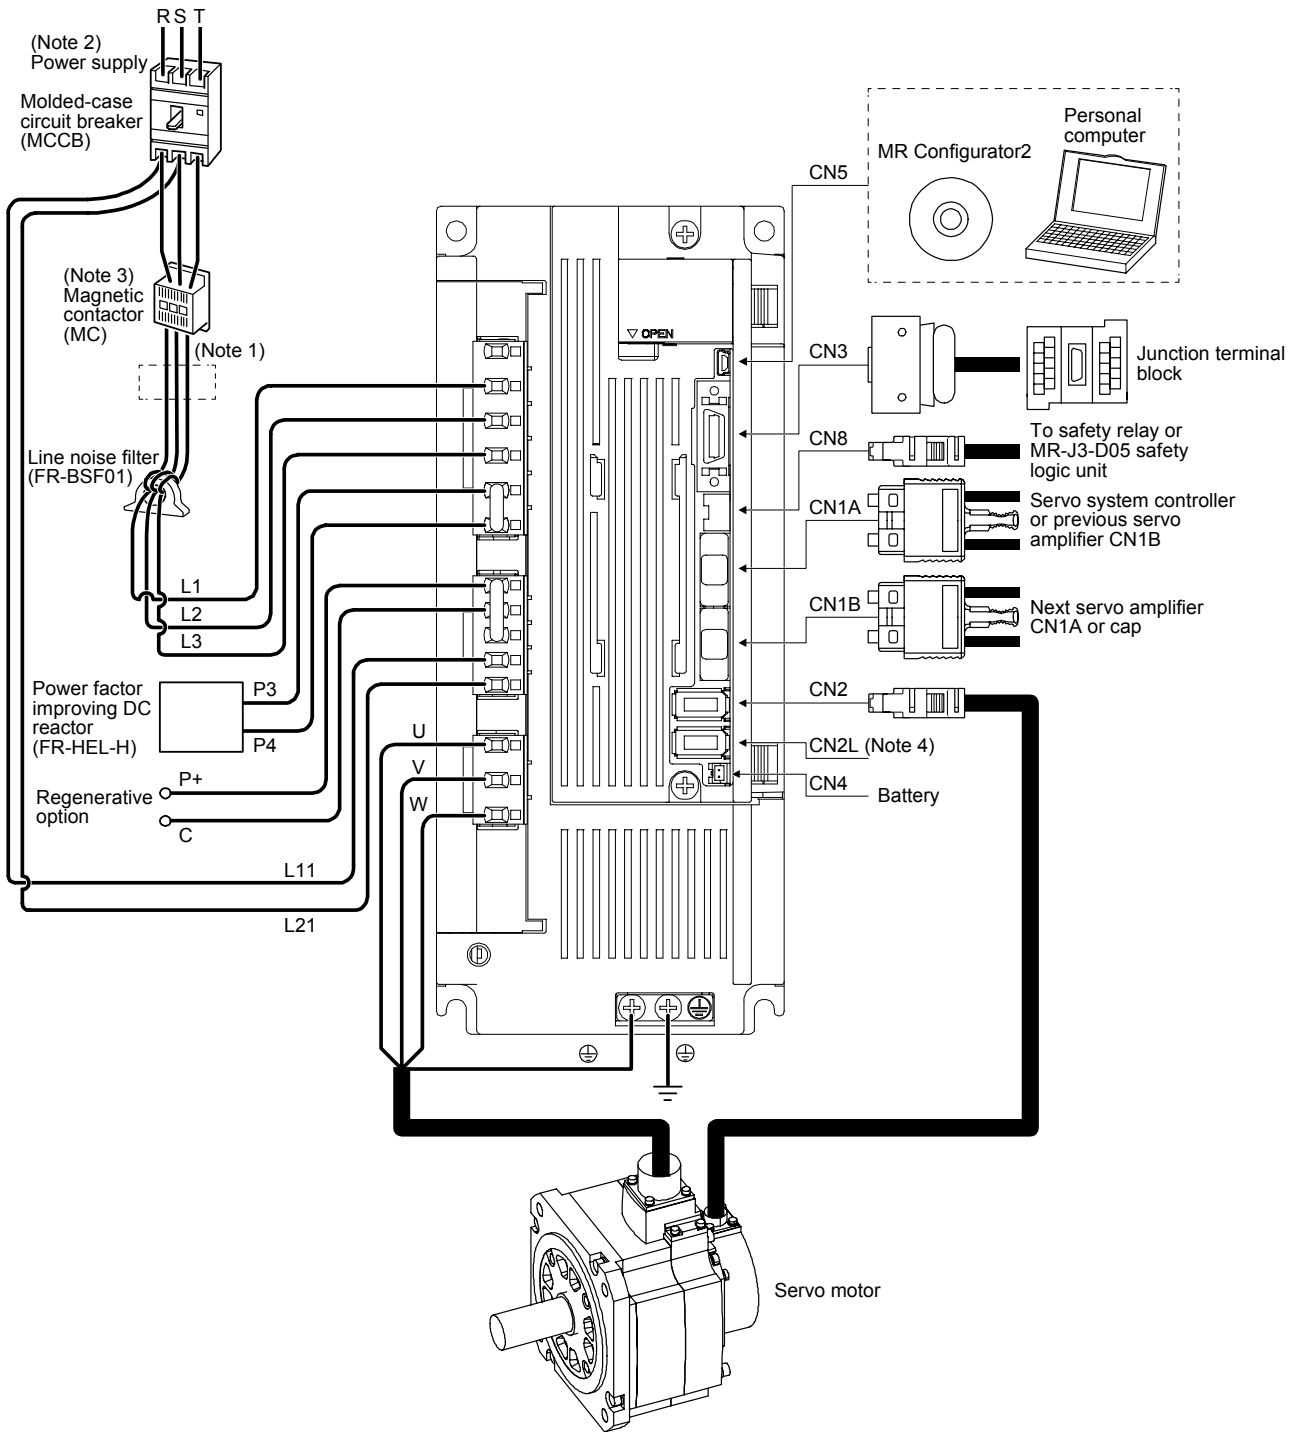 R S T
(Note 2)
Power supply
Molded-case
circuit breaker
(MCCB)
(Note 3)
Magnetic
contactor
(MC)
(Note 1)
Line noise filter
(FR-BSF01)
L1
L2
L3
Power factor
improving DC
reactor
(FR-HEL-H)
P3
P4
Regenerative
option
P+
C
L11
L21
U
V
W
OPEN
CN5
MR Configurator2
Personal
computer
CN3
Junction terminal
block
CN8
To safety relay or
MR-J3-D05 safety
logic unit
CN1A
Servo system controller
or previous servo
amplifier CN1B
CN1B
Next servo amplifier
CN1A or cap
CN2
CN2L (Note 4)
CN4
Battery
Servo motor